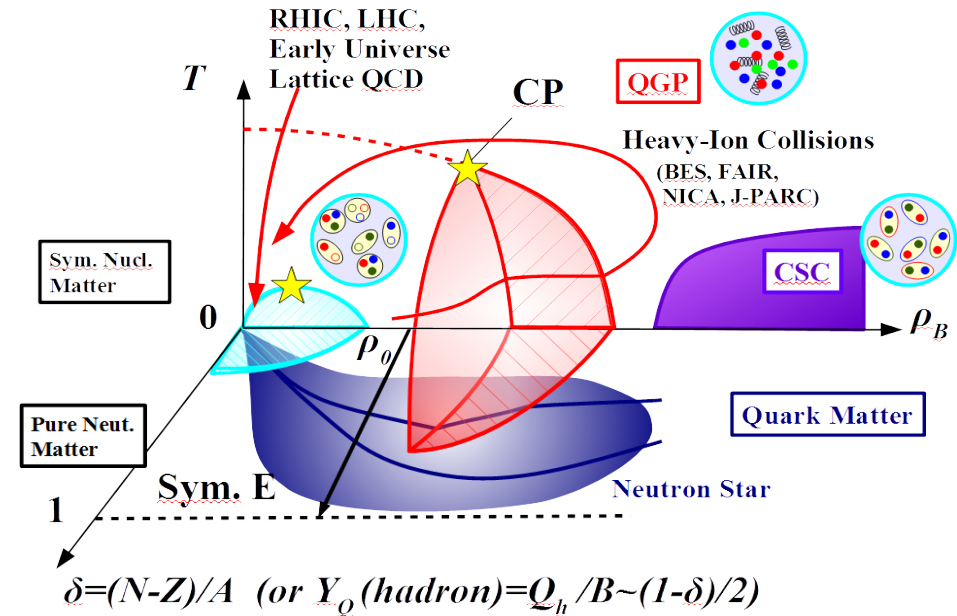 RHIC, LHC,
Early Universe
Lattice QCD
T
CP
QGP
Heavy-Ion Collisions
(BES, FAIR,
NICA, J-PARC)
Sym. Nucl.
Matter
CSC
0
ρ0
ρB
Pure Neut.
Matter
Quark Matter
Sym. E
Neutron Star
1
δ=(N-Z)/A (or YQ (hadron)=Qh /B~(1-δ)/2)